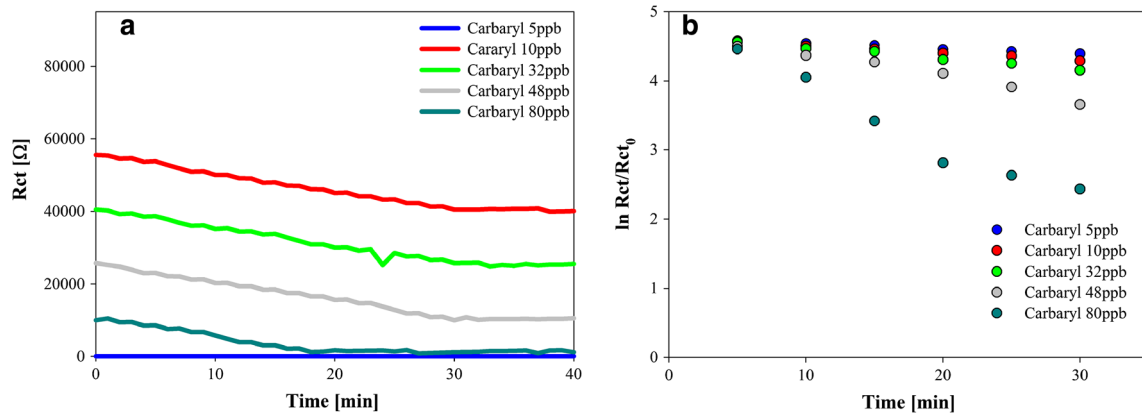 a
Carbaryl 5ppb
Cararyl 10ppb
Carbaryl 32ppb
Carbaryl 48ppb
Carbaryl 80ppb
80000
60000
40000
20000
0
Rct [Ω]
0 10 20 30 40
Time [min]
b
5
4
3
2
1
0
ln Rct/Rct₀
Carbaryl 5ppb
Carbaryl 10ppb
Carbaryl 32ppb
Carbaryl 48ppb
Carbaryl 80ppb
0 10 20 30
Time [min]